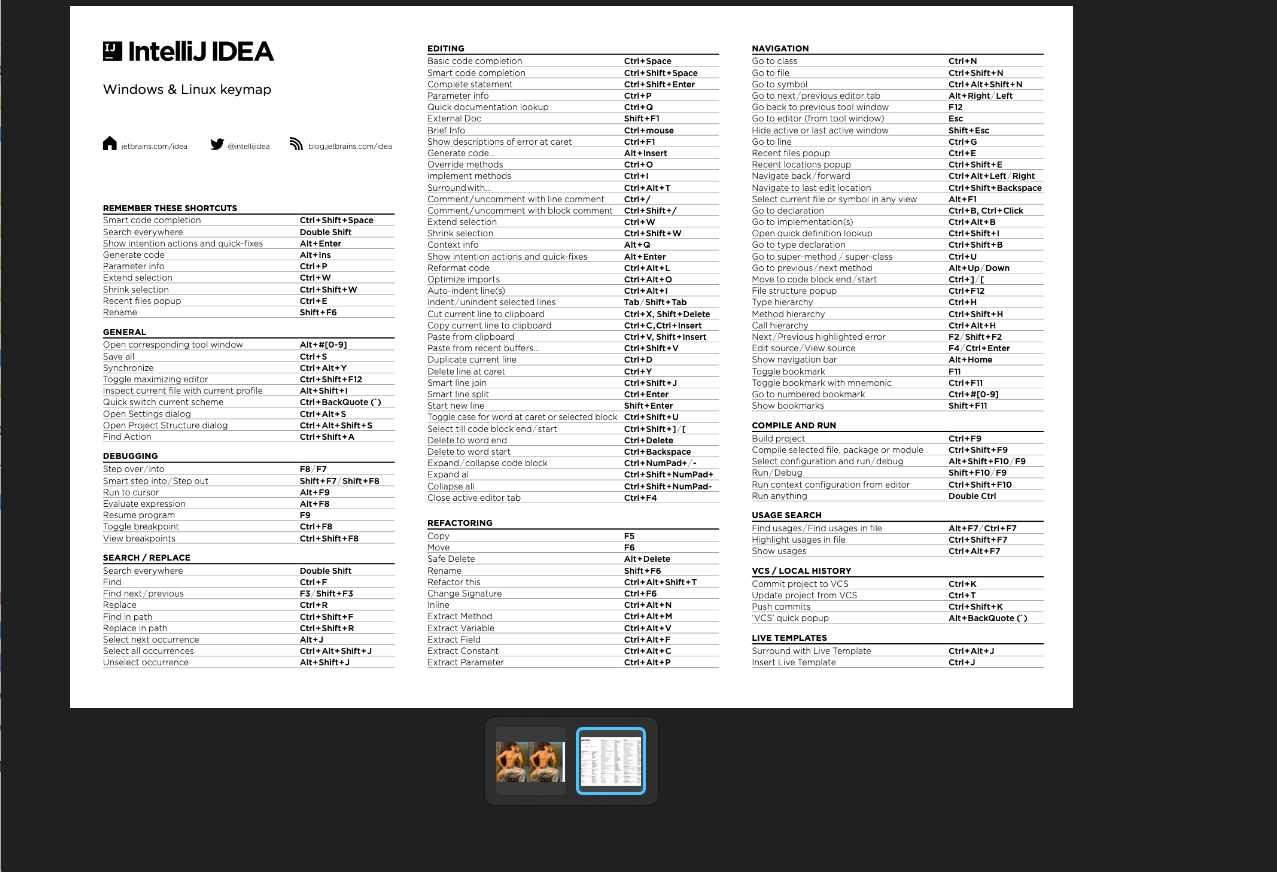 IJ IntelliJ IDEA
Windows & Linux keymap
jetbrains.com/idea @intellijidea blog.jetbrains.com/idea
REMEMBER THESE SHORTCUTS
Smart code completion Ctrl+Shift+Space
Search everywhere Double Shift
Show intention actions and quick-fixes Alt+Enter
Generate code Alt+Ins
Parameter info Ctrl+P
Extend selection Ctrl+W
Shrink selection Ctrl+Shift+W
Recent files popup Ctrl+E
Rename Shift+F6
GENERAL
Open corresponding tool window Alt+#[0-9]
Save all Ctrl+S
Synchronize Ctrl+Alt+Y
Toggle maximizing editor Ctrl+Shift+F12
Inspect current file with current profile Alt+Shift+I
Quick switch current scheme Ctrl+BackQuote (`)
Open Settings dialog Ctrl+Alt+S
Open Project Structure dialog Ctrl+Alt+Shift+S
Find Action Ctrl+Shift+A
DEBUGGING
Step over/into F8/F7
Smart step into/Step out Shift+F7/Shift+F8
Run to cursor Alt+F9
Evaluate expression Alt+F8
Resume program F9
Toggle breakpoint Ctrl+F8
View breakpoints Ctrl+Shift+F8
SEARCH / REPLACE
Search everywhere Double Shift
Find Ctrl+F
Find next/previous F3/Shift+F3
Replace Ctrl+R
Find in path Ctrl+Shift+F
Replace in path Ctrl+Shift+R
Select next occurrence Alt+J
Select all occurrences Ctrl+Alt+Shift+J
Unselect occurrence Alt+Shift+J
EDITING
Basic code completion Ctrl+Space
Smart code completion Ctrl+Shift+Space
Complete statement Ctrl+Shift+Enter
Parameter info Ctrl+P
Quick documentation lookup Ctrl+Q
External Doc Shift+F1
Brief Info Ctrl+mouse
Show descriptions of error at caret Ctrl+F1
Generate code... Alt+Insert
Override methods Ctrl+O
Implement methods Ctrl+I
Surroundwith... Ctrl+Alt+T
Comment/uncomment with line comment Ctrl+/
Comment/uncomment with block comment Ctrl+Shift+/
Extend selection Ctrl+W
Shrink selection Ctrl+Shift+W
Context info Alt+Q
Show intention actions and quick-fixes Alt+Enter
Reformat code Ctrl+Alt+L
Optimize imports Ctrl+Alt+O
Auto-indent line(s) Ctrl+Alt+I
Indent/unindent selected lines Tab/Shift+Tab
Cut current line to clipboard Ctrl+X, Shift+Delete
Copy current line to clipboard Ctrl+C,Ctrl+Insert
Paste from clipboard Ctrl+V, Shift+Insert
Paste from recent buffers... Ctrl+Shift+V
Duplicate current line Ctrl+D
Delete line at caret Ctrl+Y
Smart line join Ctrl+Shift+J
Smart line split Ctrl+Enter
Start new line Shift+Enter
Toggle case for word at caret or selected block Ctrl+Shift+U
Select till code block end/start Ctrl+Shift+]/[
Delete to word end Ctrl+Delete
Delete to word start Ctrl+Backspace
Expand/collapse code block Ctrl+NumPad+/-
Expand al Ctrl+Shift+NumPad+
Collapse all Ctrl+Shift+NumPad-
Close active editor tab Ctrl+F4
REFACTORING
Copy F5
Move F6
Safe Delete Alt+Delete
Rename Shift+F6
Refactor this Ctrl+Alt+Shift+T
Change Signature Ctrl+F6
Inline Ctrl+Alt+N
Extract Method Ctrl+Alt+M
Extract Variable Ctrl+Alt+V
Extract Field Ctrl+Alt+F
Extract Constant Ctrl+Alt+C
Extract Parameter Ctrl+Alt+P
NAVIGATION
Go to class Ctrl+N
Go to file Ctrl+Shift+N
Go to symbol Ctrl+Alt+Shift+N
Go to next/previous editor tab Alt+Right/Left
Go back to previous tool window F12
Go to editor (from tool window) Esc
Hide active or last active window Shift+Esc
Go to line Ctrl+G
Recent files popup Ctrl+E
Recent locations popup Ctrl+Shift+E
Navigate back/forward Ctrl+Alt+Left/Right
Navigate to last edit location Ctrl+Shift+Backspace
Select current file or symbol in any view Alt+F1
Go to declaration Ctrl+B, Ctrl+Click
Go to implementation(s) Ctrl+Alt+B
Open quick definition lookup Ctrl+Shift+I
Go to type declaration Ctrl+Shift+B
Go to super-method / super-class Ctrl+U
Go to previous/next method Alt+Up/Down
Move to code block end/start Ctrl+]/[
File structure popup Ctrl+F12
Type hierarchy Ctrl+H
Method hierarchy Ctrl+Shift+H
Call hierarchy Ctrl+Alt+H
Next/Previous highlighted error F2/Shift+F2
Edit source/View source F4/Ctrl+Enter
Show navigation bar Alt+Home
Toggle bookmark F11
Toggle bookmark with mnemonic Ctrl+F11
Go to numbered bookmark Ctrl+#[0-9]
Show bookmarks Shift+F11
COMPILE AND RUN
Build project Ctrl+F9
Compile selected file, package or module Ctrl+Shift+F9
Select configuration and run/debug Alt+Shift+F10/F9
Run/Debug Shift+F10/F9
Run context configuration from editor Ctrl+Shift+F10
Run anything Double Ctrl
USAGE SEARCH
Find usages/Find usages in file Alt+F7/Ctrl+F7
Highlight usages in file Ctrl+Shift+F7
Show usages Ctrl+Alt+F7
VCS / LOCAL HISTORY
Commit project to VCS Ctrl+K
Update project from VCS Ctrl+T
Push commits Ctrl+Shift+K
'VCS' quick popup Alt+BackQuote (`)
LIVE TEMPLATES
Surround with Live Template Ctrl+Alt+J
Insert Live Template Ctrl+J